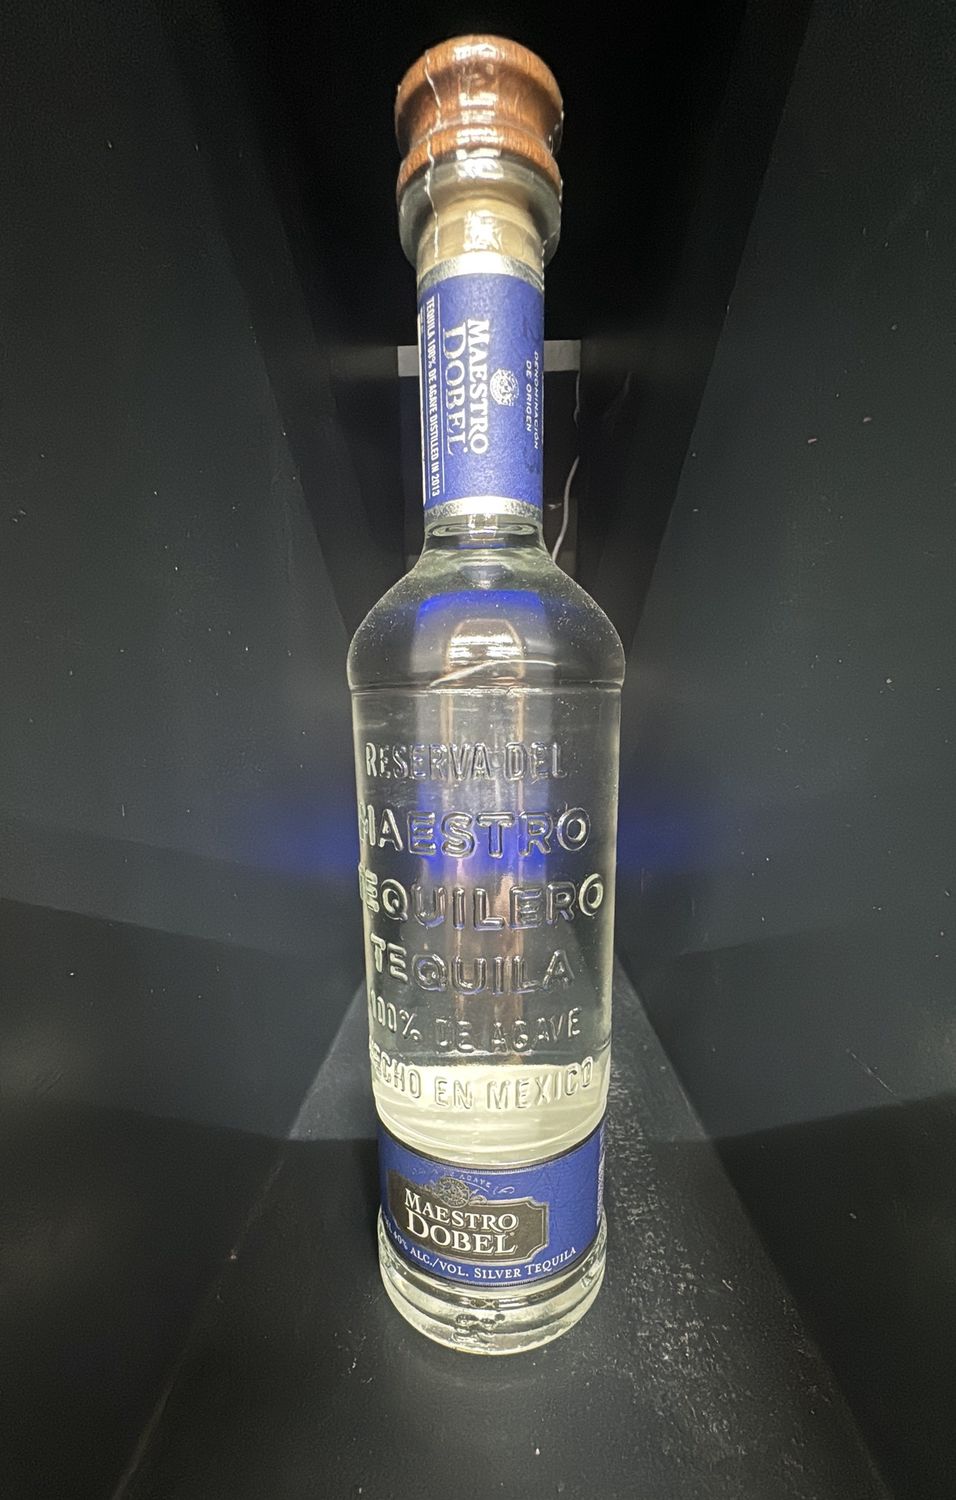 DENOMINACIÓN
DE ORIGEN
MAESTRO
DOBEL
TEQUILA 100% DE AGAVE DISTILLED IN 2013
RESERVA DEL
MAESTRO
TEQUILERO
TEQUILA
100% DE AGAVE
HECHO EN MEXICO
AGAVE
MAESTRO
DOBEL
40% ALC./VOL. SILVER TEQUILA